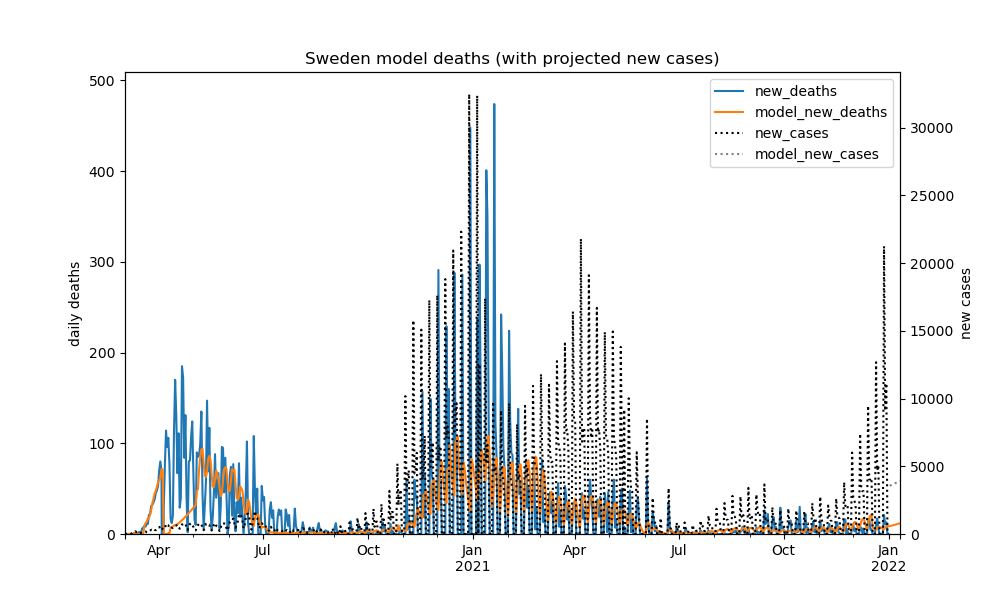 Sweden model deaths (with projected new cases)
500
400
300
200
100
0
daily deaths
new_deaths
model_new_deaths
new_cases
model_new_cases
30000
25000
20000
15000
10000
5000
0
new cases
Apr
Jul
Oct
Jan
2021
Apr
Jul
Oct
Jan
2022